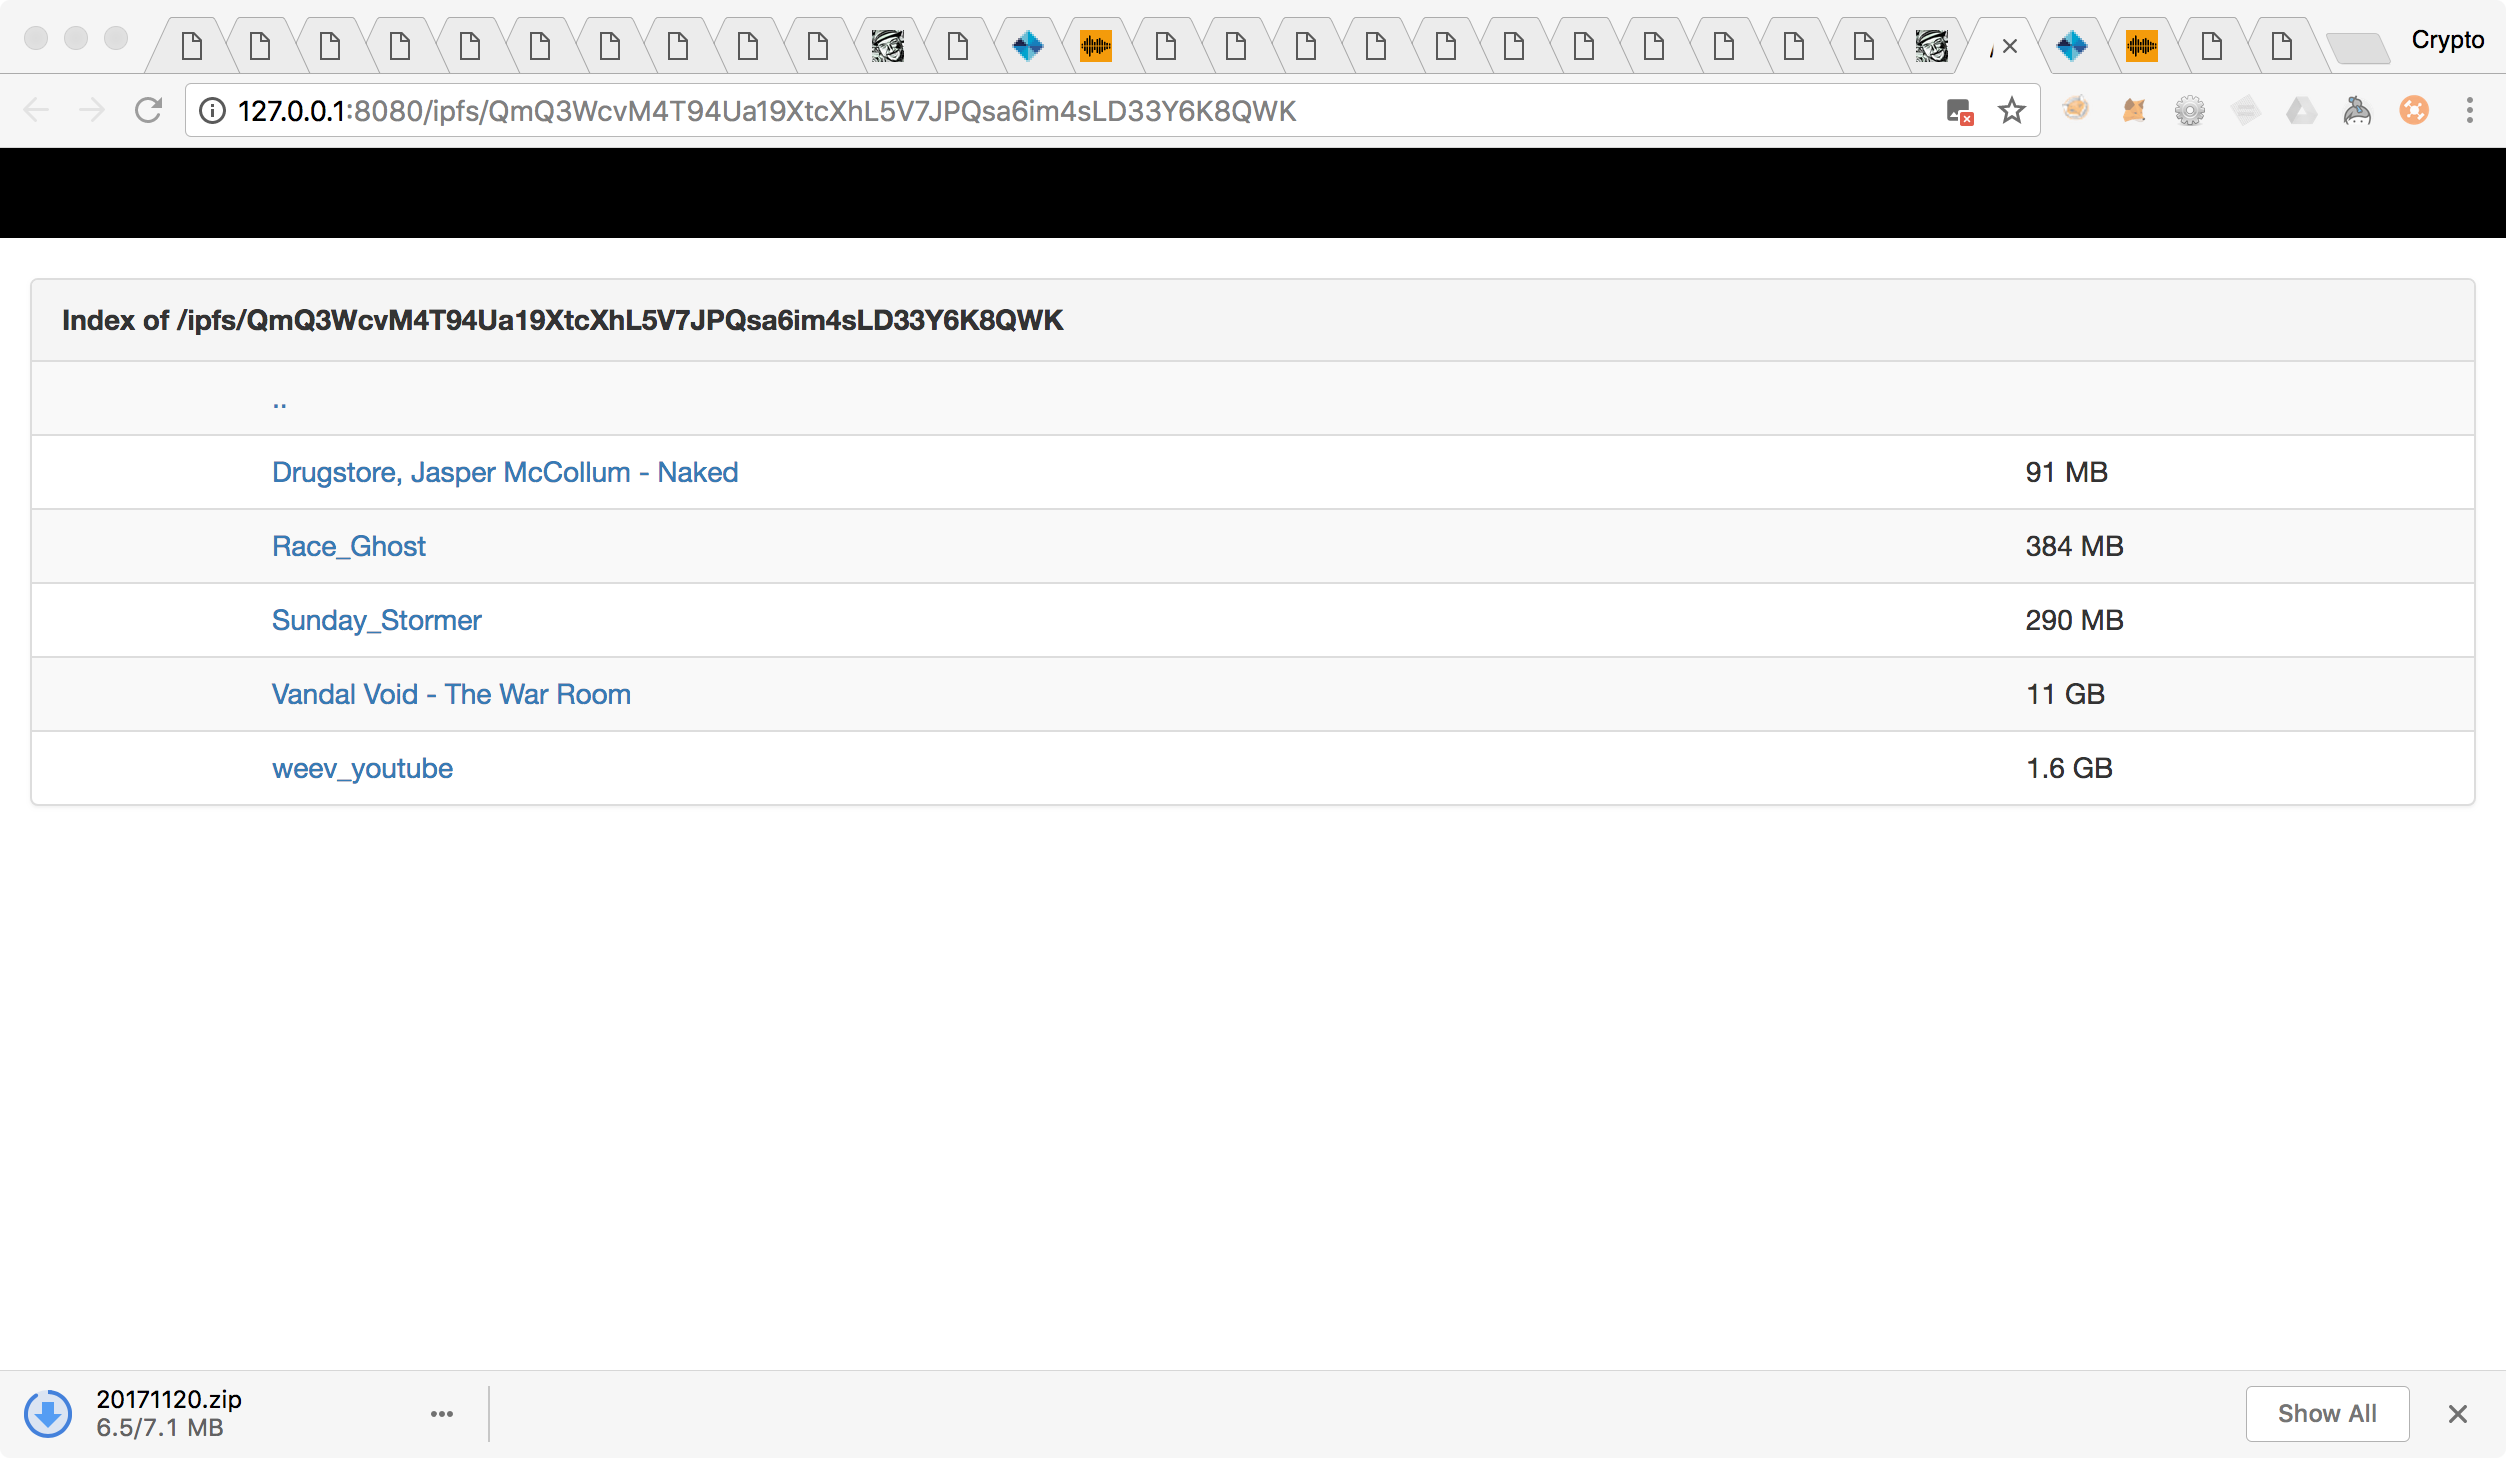 Crypto
127.0.0.1:8080/ipfs/QmQ3WcvM4T94Ua19XtcXhL5V7JPQsa6im4sLD33Y6K8QWK
Index of /ipfs/QmQ3WcvM4T94Ua19XtcXhL5V7JPQsa6im4sLD33Y6K8QWK
..
Drugstore, Jasper McCollum - Naked 91 MB
Race_Ghost 384 MB
Sunday_Stormer 290 MB
Vandal Void - The War Room 11 GB
weev_youtube 1.6 GB
20171120.zip
6.5/7.1 MB
Show All